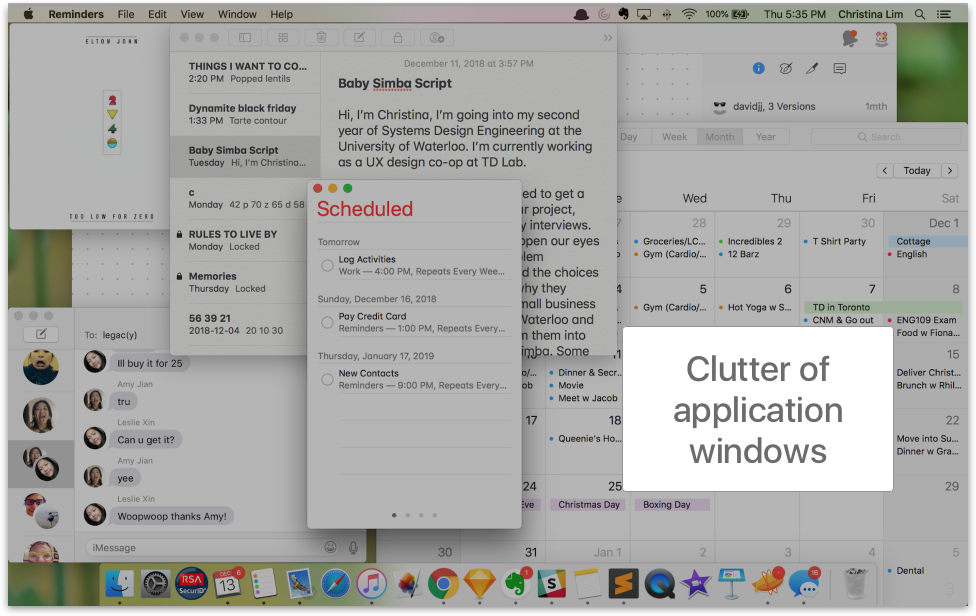 Reminders File Edit View Window Help
100% Thu 5:35 PM Christina Lim
ELTON JOHN
2
4
TOO LOW FOR ZERO
THINGS I WANT TO CO...
2:20 PM Popped lentils
Dynamite black friday
1:33 PM Tarte contour
Baby Simba Script
Tuesday Hi, I'm Christina...
c
Monday 42 p 70 z 65 d 58
RULES TO LIVE BY
Monday Locked
Memories
Thursday Locked
56 39 21
2018-12-04 20 10 30
December 11, 2018 at 3:57 PM
Baby Simba Script
Hi, I'm Christina, I'm going into my second
year of Systems Design Engineering at the
University of Waterloo. I'm currently working
as a UX design co-op at TD Lab.
ed to get a
ur project,
y interviews.
open our eyes
blem
d the choices
why they
mall business
Waterloo and
m them into
imba. Some
davidjj, 3 Versions 1mth
Scheduled
Tomorrow
Log Activities
Work — 4:00 PM, Repeats Every Wee...
Sunday, December 16, 2018
Pay Credit Card
Reminders — 1:00 PM, Repeats Every...
Thursday, January 17, 2019
New Contacts
Reminders — 9:00 PM, Repeats Every...
To: legac(y)
Ill buy it for 25
Amy Jian
tru
Leslie Xin
Can u get it?
Amy Jian
yee
Leslie Xin
Woopwoop thanks Amy!
iMessage
Day Week Month Year Search
Today
Wed Thu Fri Sat
28 29 30 Dec 1
Groceries/LC... Incredibles 2 T Shirt Party Cottage
Gym (Cardio/... 12 Barz English
5 6 7 8
Gym (Cardio/... Hot Yoga w S... TD in Toronto
CNM & Go out ENG109 Exam
Food w Fiona...
11 15
Dinner & Secr... Deliver Christ...
Movie Brunch w Rhil...
Meet w Jacob
17 18 22
Queenie's Ho... Move into Su...
Dinner w Gra...
24 25 29
Eve Christmas Day Boxing Day
30 31 Jan 1 2 3 4 5
Dental
Clutter of
application
windows
RSA
SecurID
DEC 6
13
1
S
S
16